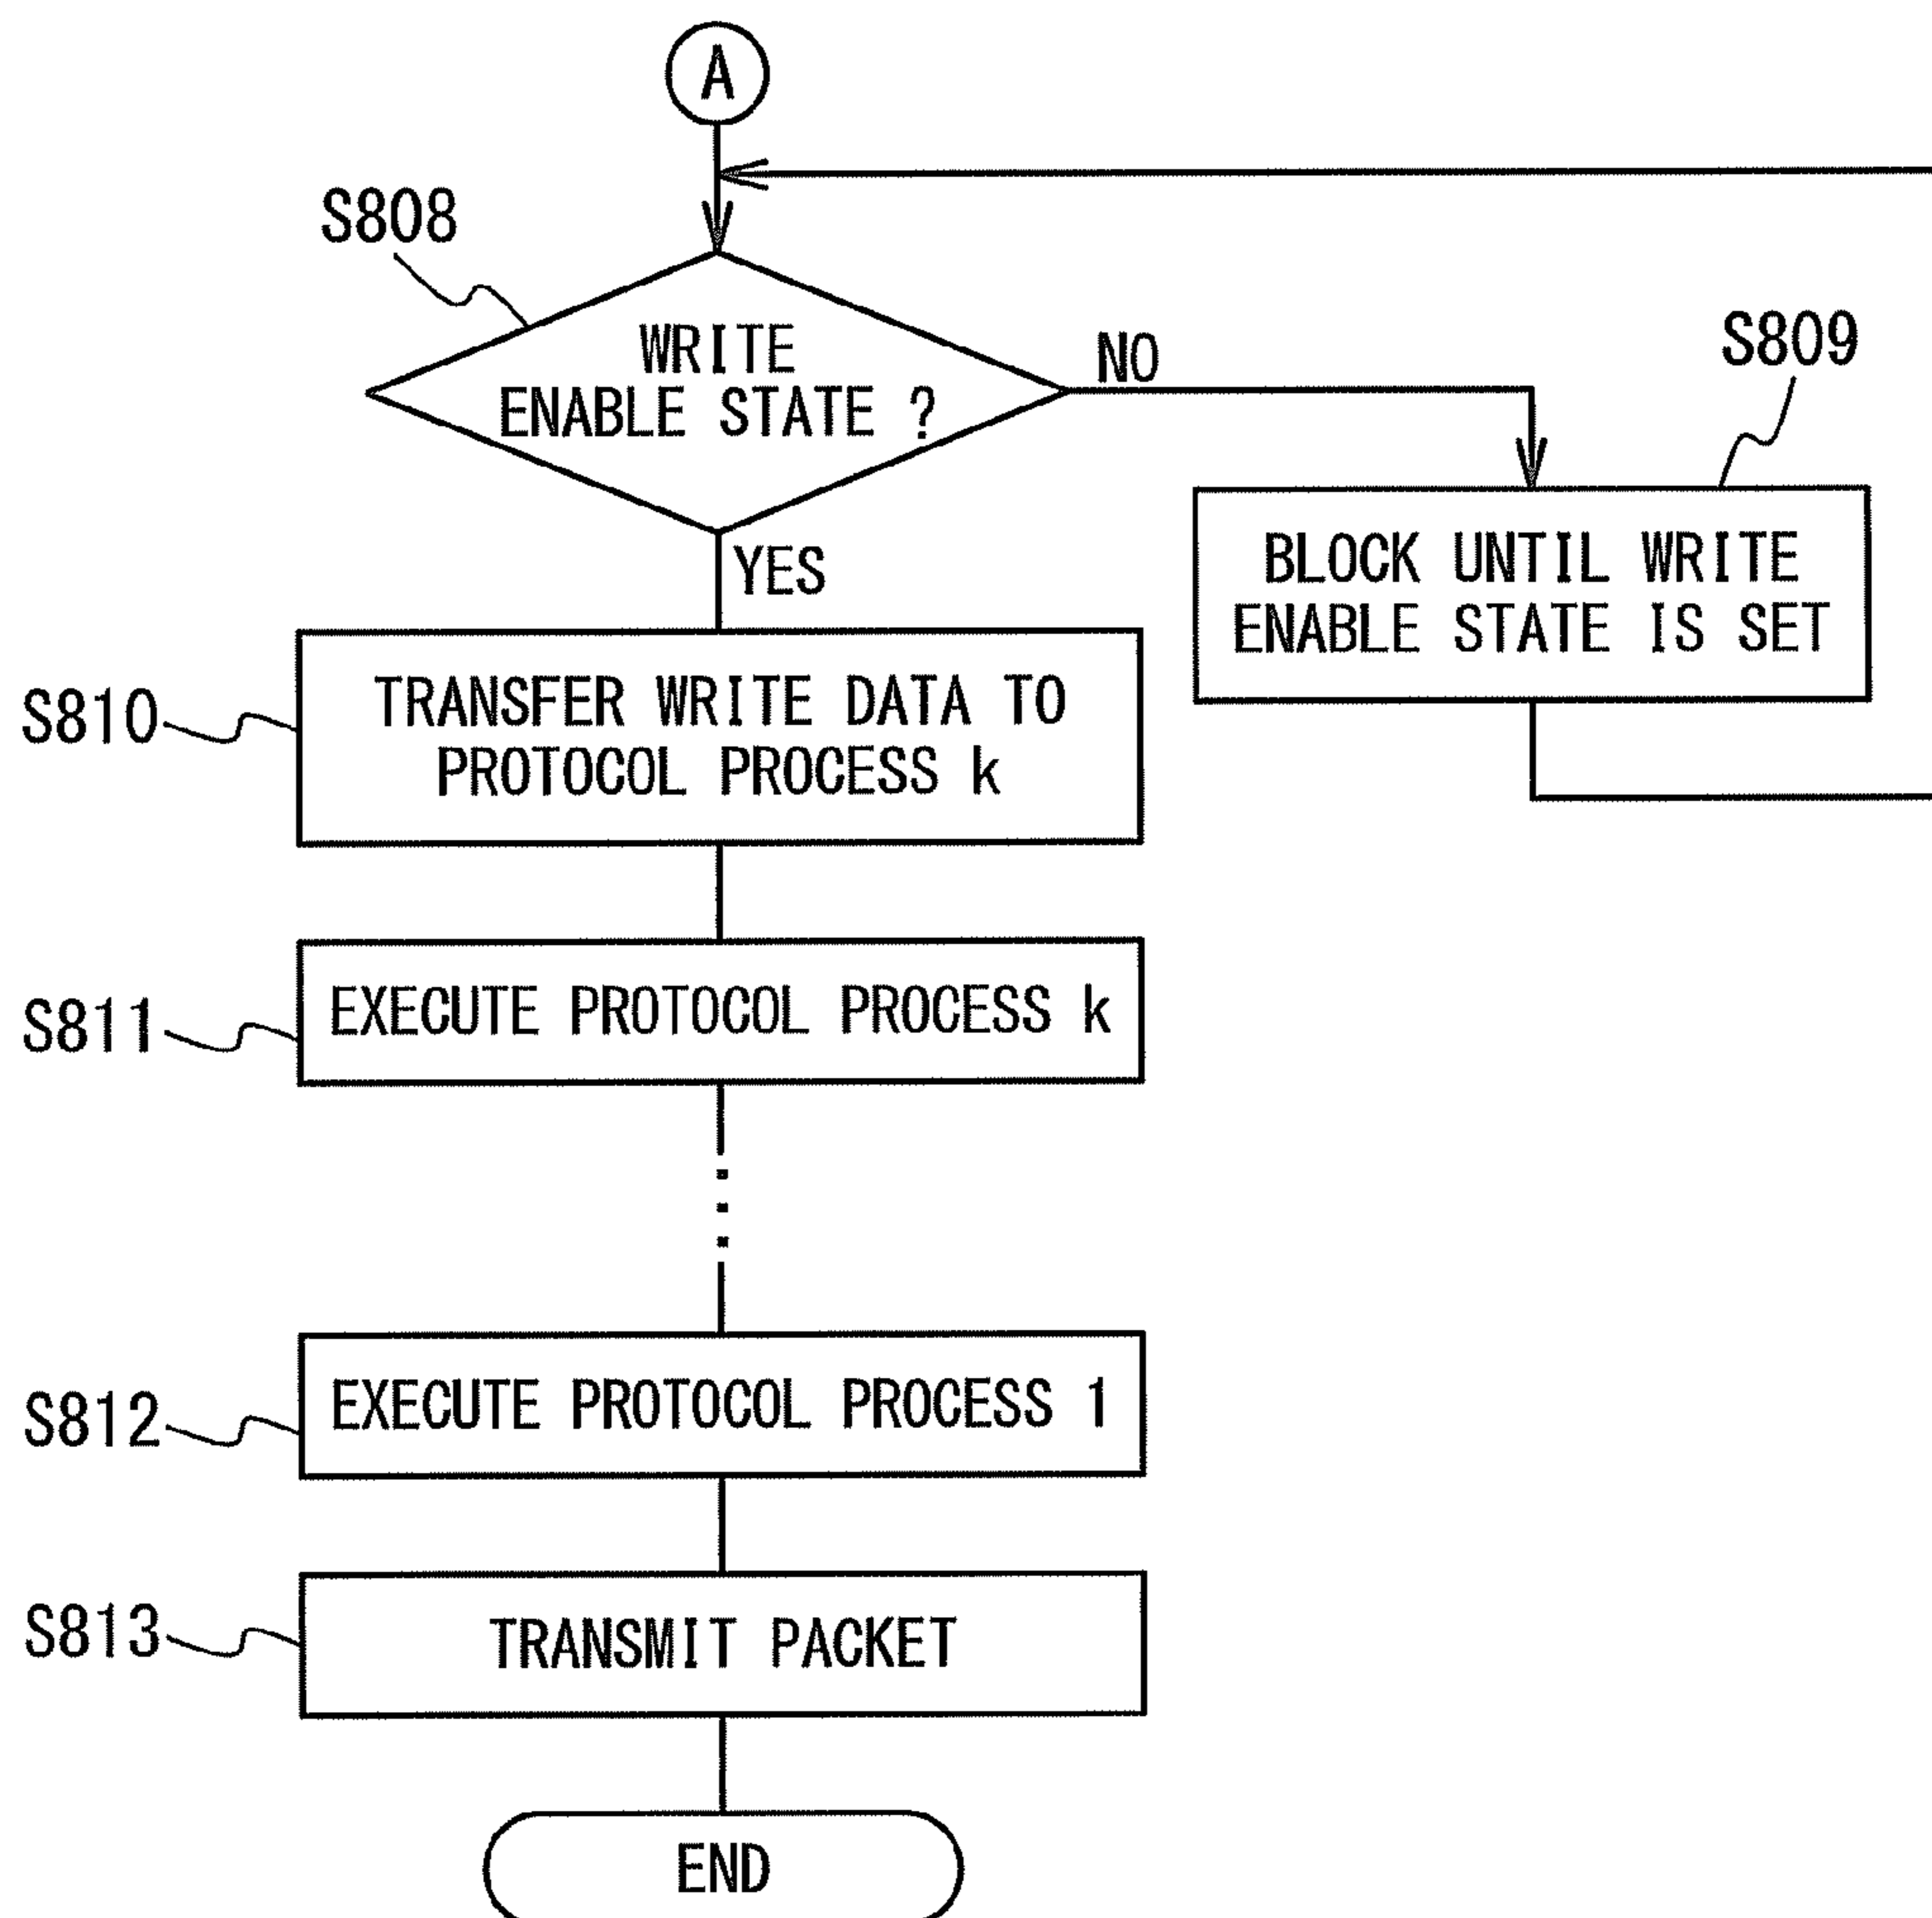 A
S808
WRITE
ENABLE STATE ?
NO
S809
BLOCK UNTIL WRITE
ENABLE STATE IS SET
YES
S810
TRANSFER WRITE DATA TO
PROTOCOL PROCESS k
S811
EXECUTE PROTOCOL PROCESS k
S812
EXECUTE PROTOCOL PROCESS 1
S813
TRANSMIT PACKET
END